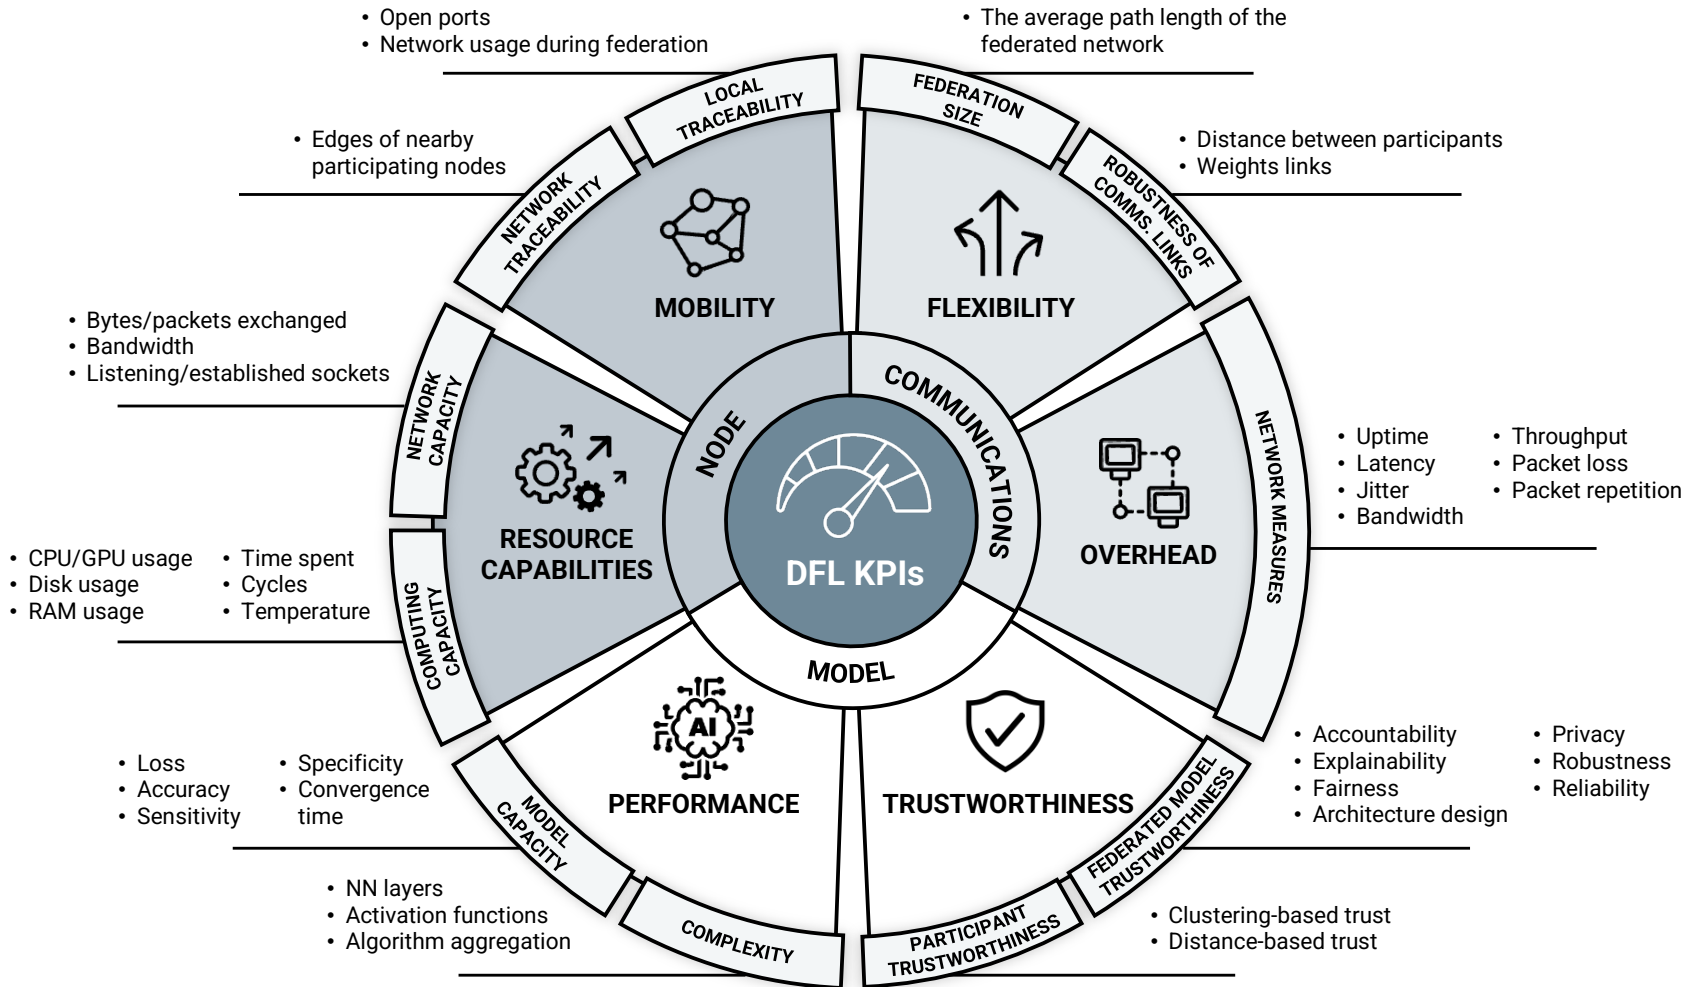 • Open ports
• Network usage during federation
• The average path length of the
federated network
LOCAL
TRACEABILITY
FEDERATION
SIZE
• Edges of nearby
participating nodes
• Distance between participants
• Weights links
NETWORK
TRACEABILITY
ROBUSTNESS OF
COMMS. LINKS
MOBILITY
FLEXIBILITY
• Bytes/packets exchanged
• Bandwidth
• Listening/established sockets
NETWORK
CAPACITY
NODE
COMMUNICATIONS
NETWORK MEASURES
• Uptime
• Latency
• Jitter
• Bandwidth
• Throughput
• Packet loss
• Packet repetition
RESOURCE
CAPABILITIES
DFL KPIs
OVERHEAD
• CPU/GPU usage
• Disk usage
• RAM usage
• Time spent
• Cycles
• Temperature
COMPUTING
CAPACITY
MODEL
AI
PERFORMANCE
TRUSTWORTHINESS
• Loss
• Accuracy
• Sensitivity
• Specificity
• Convergence
time
MODEL
CAPACITY
FEDERATED MODEL
TRUSTWORTHINESS
• Accountability
• Explainability
• Fairness
• Architecture design
• Privacy
• Robustness
• Reliability
• NN layers
• Activation functions
• Algorithm aggregation
COMPLEXITY
PARTICIPANT
TRUSTWORTHINESS
• Clustering-based trust
• Distance-based trust